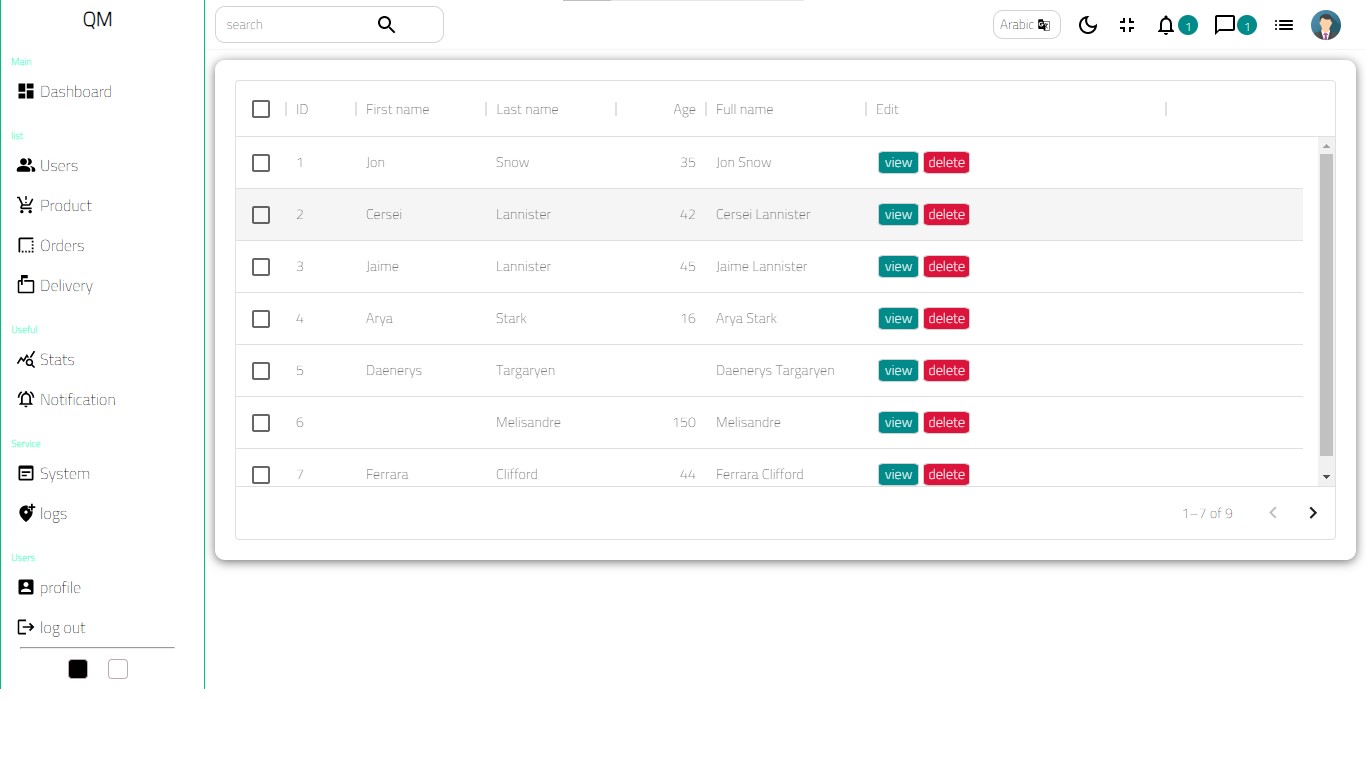 QM
search
Arabic
1
1
Main
Dashboard
list
Users
Product
Orders
Delivery
Useful
Stats
Notification
Service
System
logs
Users
profile
log out
ID First name Last name Age Full name Edit
1 Jon Snow 35 Jon Snow view delete
2 Cersei Lannister 42 Cersei Lannister view delete
3 Jaime Lannister 45 Jaime Lannister view delete
4 Arya Stark 16 Arya Stark view delete
5 Daenerys Targaryen Daenerys Targaryen view delete
6 Melisandre 150 Melisandre view delete
7 Ferrara Clifford 44 Ferrara Clifford view delete
1–7 of 9